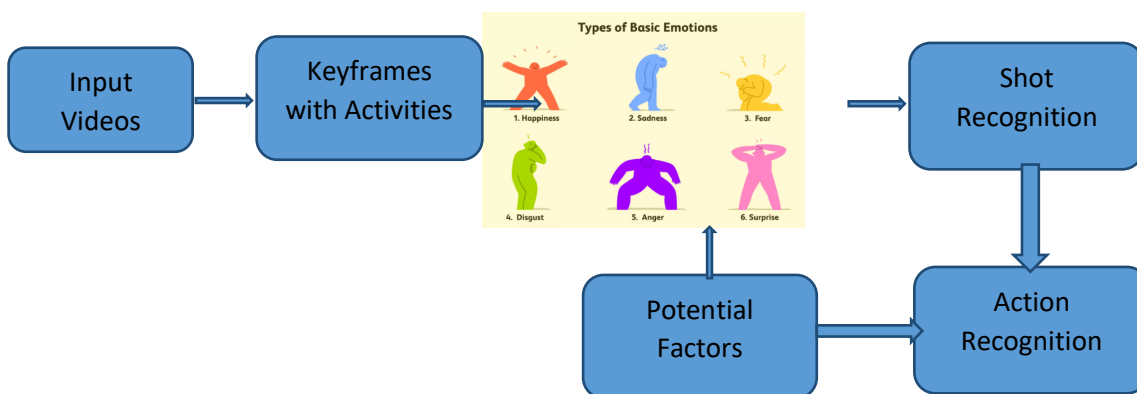 Input
Videos
Keyframes
with Activities
Types of Basic Emotions
1. Happiness
2. Sadness
3. Fear
4. Disgust
5. Anger
6. Surprise
Shot
Recognition
Potential
Factors
Action
Recognition